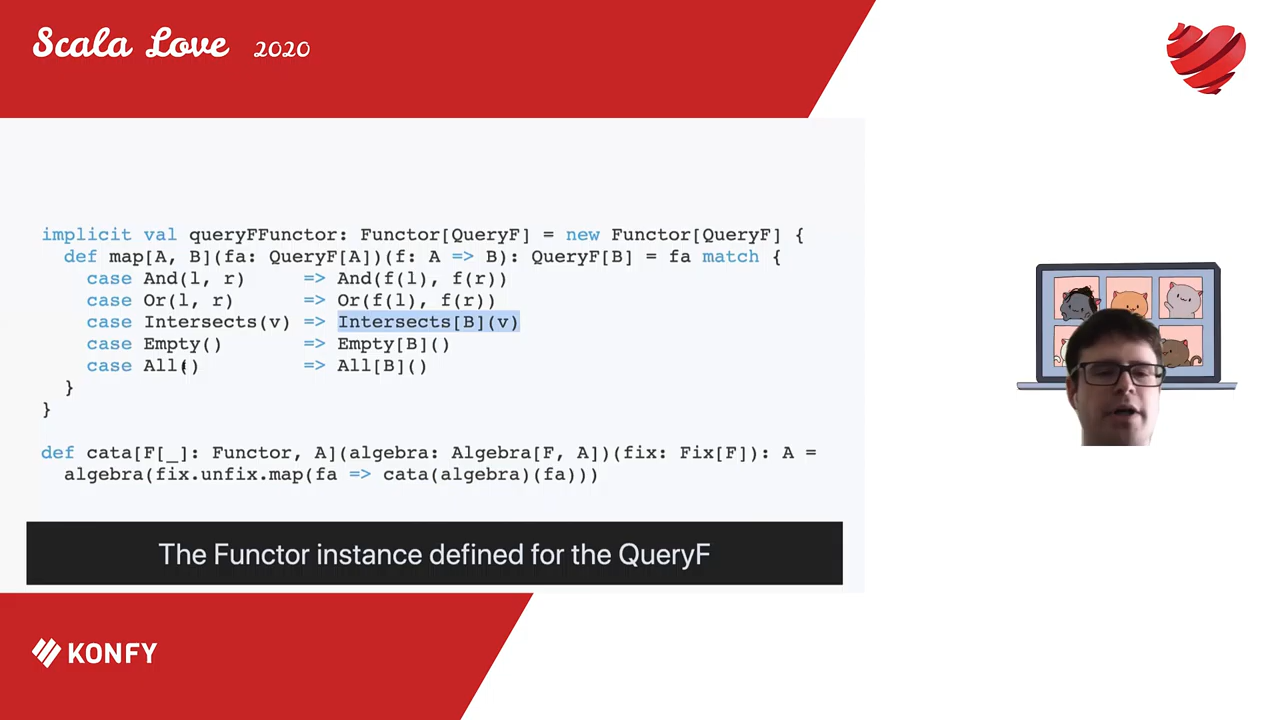 Scala Love 2020
implicit val queryFFunctor: Functor[QueryF] = new Functor[QueryF] {
  def map[A, B](fa: QueryF[A])(f: A => B): QueryF[B] = fa match {
    case And(l, r)     => And(f(l), f(r))
    case Or(l, r)      => Or(f(l), f(r))
    case Intersects(v) => Intersects[B](v)
    case Empty()       => Empty[B]()
    case All()         => All[B]()
  }
}
def cata[F[_]: Functor, A](algebra: Algebra[F, A])(fix: Fix[F]): A =
  algebra(fix.unfix.map(fa => cata(algebra)(fa)))
The Functor instance defined for the QueryF
KONFY